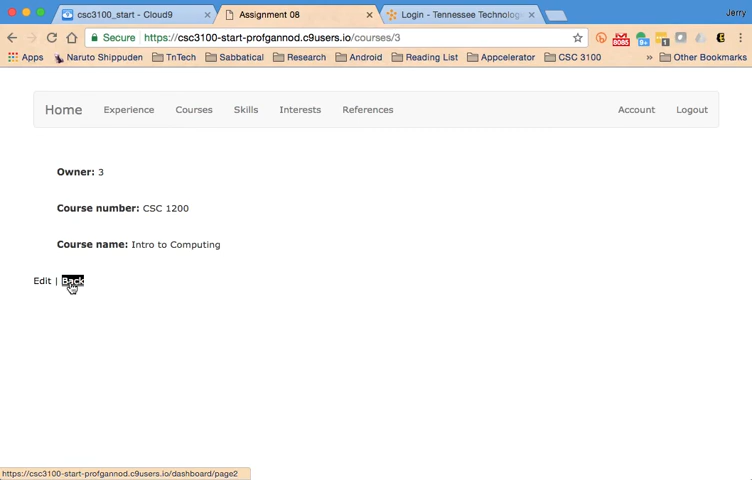 csc3100_start - Cloud9 × Assignment 08 × Login - Tennessee Technolog ×
Jerry
Secure https://csc3100-start-profgannod.c9users.io/courses/3
8085 9+ 1
Apps Naruto Shippuden TnTech Sabbatical Research Android Reading List Appcelerator CSC 3100 » Other Bookmarks
Home Experience Courses Skills Interests References Account Logout
Owner: 3
Course number: CSC 1200
Course name: Intro to Computing
Edit | Back
https://csc3100-start-profgannod.c9users.io/dashboard/page2